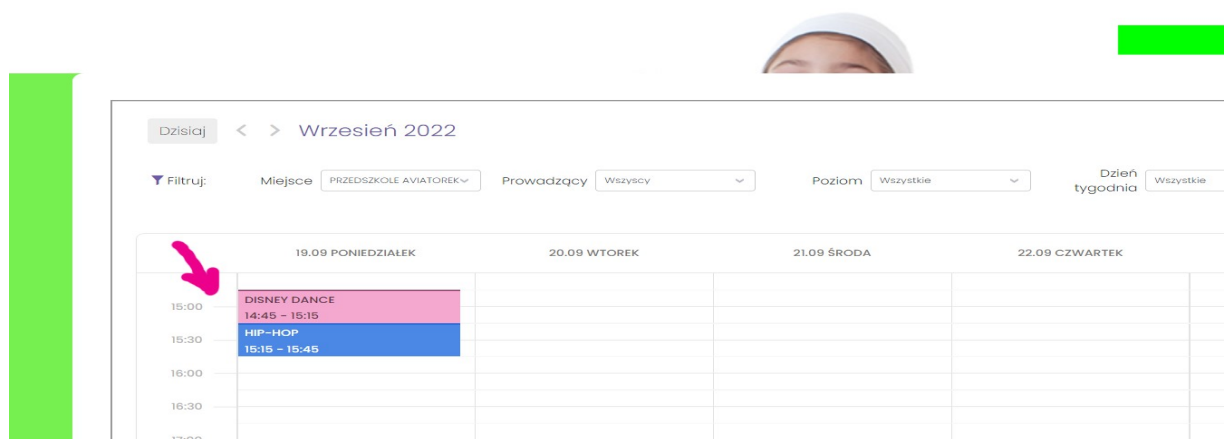 Dzisiaj < > Wrzesień 2022
Filtruj: Miejsce PRZEDSZKOLE AVIATOREK Prowadzący Wszyscy Poziom Wszystkie Dzień tygodnia Wszystkie
19.09 PONIEDZIAŁEK 20.09 WTOREK 21.09 ŚRODA 22.09 CZWARTEK
15:00
DISNEY DANCE
14:45 – 15:15
15:30
HIP-HOP
15:15 – 15:45
16:00
16:30